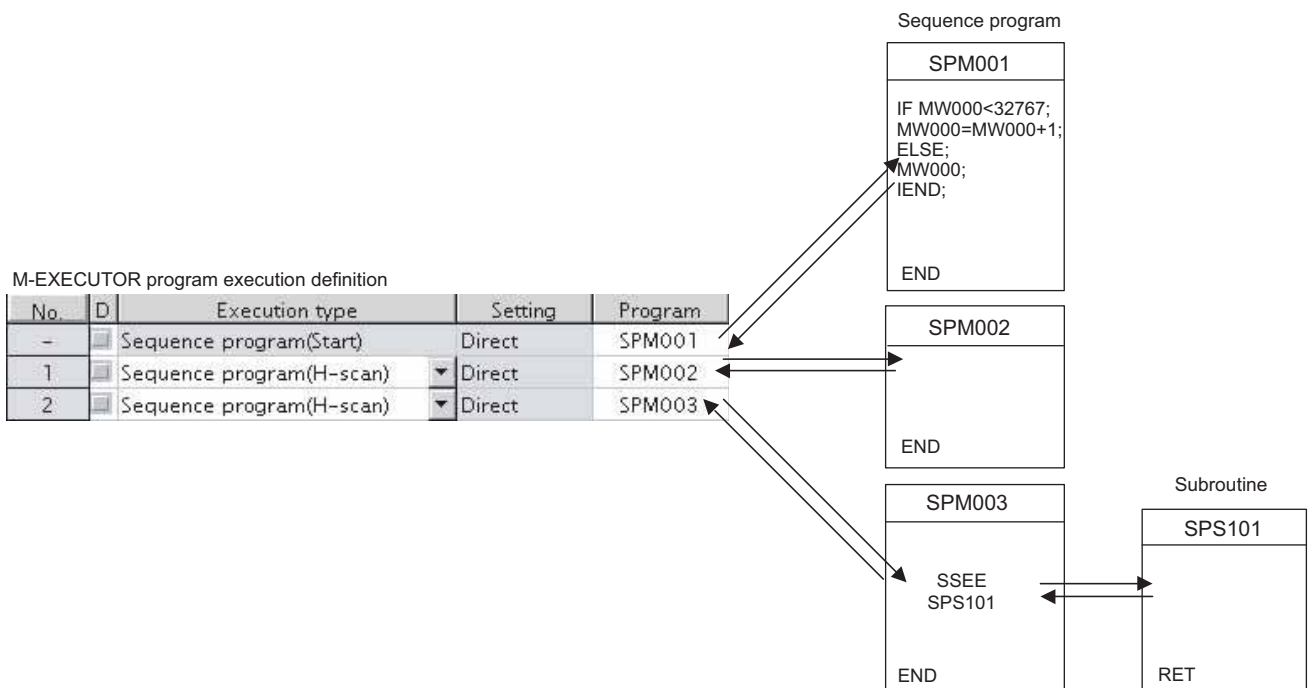 Sequence program
SPM001
IF MW000<32767;
MW000=MW000+1;
ELSE;
MW000;
IEND;
END
M-EXECUTOR program execution definition
No. D Execution type Setting Program
- Sequence program(Start) Direct SPM001
1 Sequence program(H-scan) Direct SPM002
2 Sequence program(H-scan) Direct SPM003
SPM002
END
SPM003
SSEE
SPS101
END
Subroutine
SPS101
RET